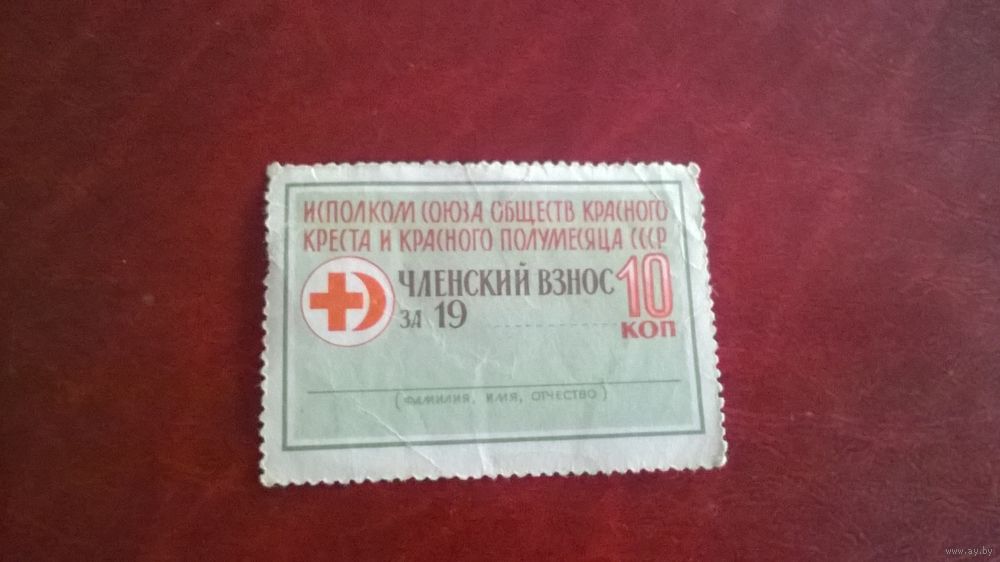 ИСПОЛКОМ СОЮЗА ОБЩЕСТВ КРАСНОГО
КРЕСТА И КРАСНОГО ПОЛУМЕСЯЦА СССР
ЧЛЕНСКИЙ ВЗНОС 10
ЗА 19 КОП
(ФАМИЛИЯ, ИМЯ, ОТЧЕСТВО)
www.ay.by